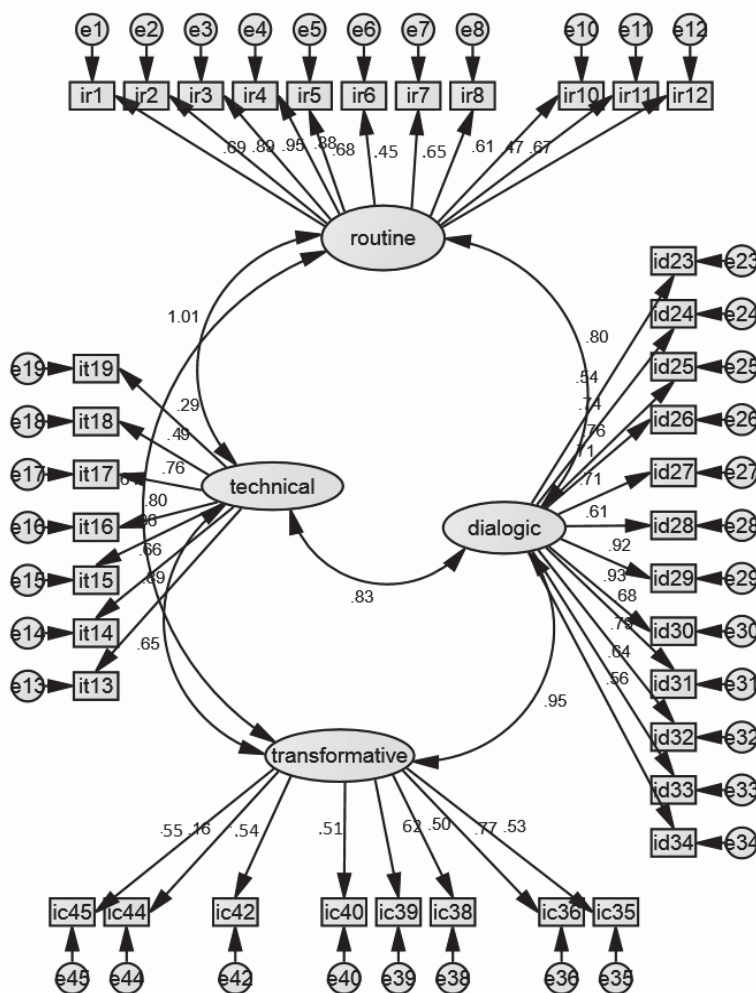 e1 e2 e3 e4 e5 e6 e7 e8 e10 e11 e12
ir1 ir2 ir3 ir4 ir5 ir6 ir7 ir8 ir10 ir11 ir12
.69 .89 .95 .88 .68 .45 .65 .61 .47 .67
routine
id23 e23
id24 e24
id25 e25
id26 e26
id27 e27
id28 e28
id29 e29
id30 e30
id31 e31
id32 e32
id33 e33
id34 e34
1.01
.80
.54
.74
.76
.71
.71
.61
.92
.93
.68
.64
.56
e19 it19
e18 it18
e17 it17
e16 it16
e15 it15
e14 it14
e13 it13
.29
.49
.76
.80
.66
.65
technical
dialogic
.83
.95
transformative
.55 .16 .54 .51 .62 .50 .77 .53
ic45 ic44 ic42 ic40 ic39 ic38 ic36 ic35
e45 e44 e42 e40 e39 e38 e36 e35